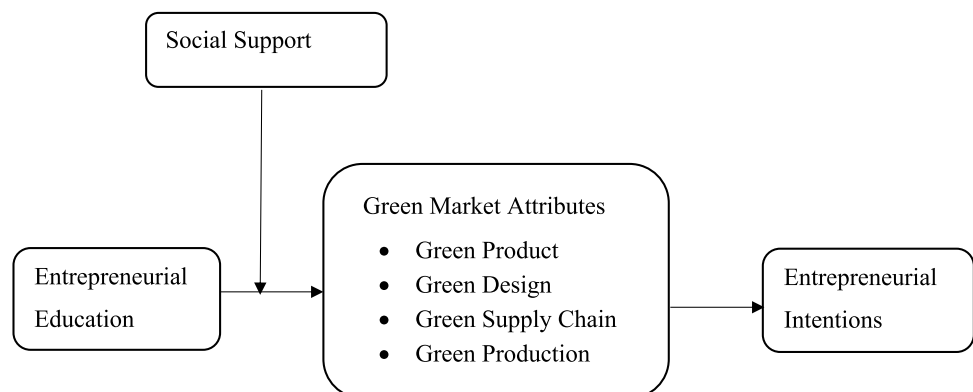 Social Support
Green Market Attributes
• Green Product
• Green Design
• Green Supply Chain
• Green Production
Entrepreneurial
Education
Entrepreneurial
Intentions